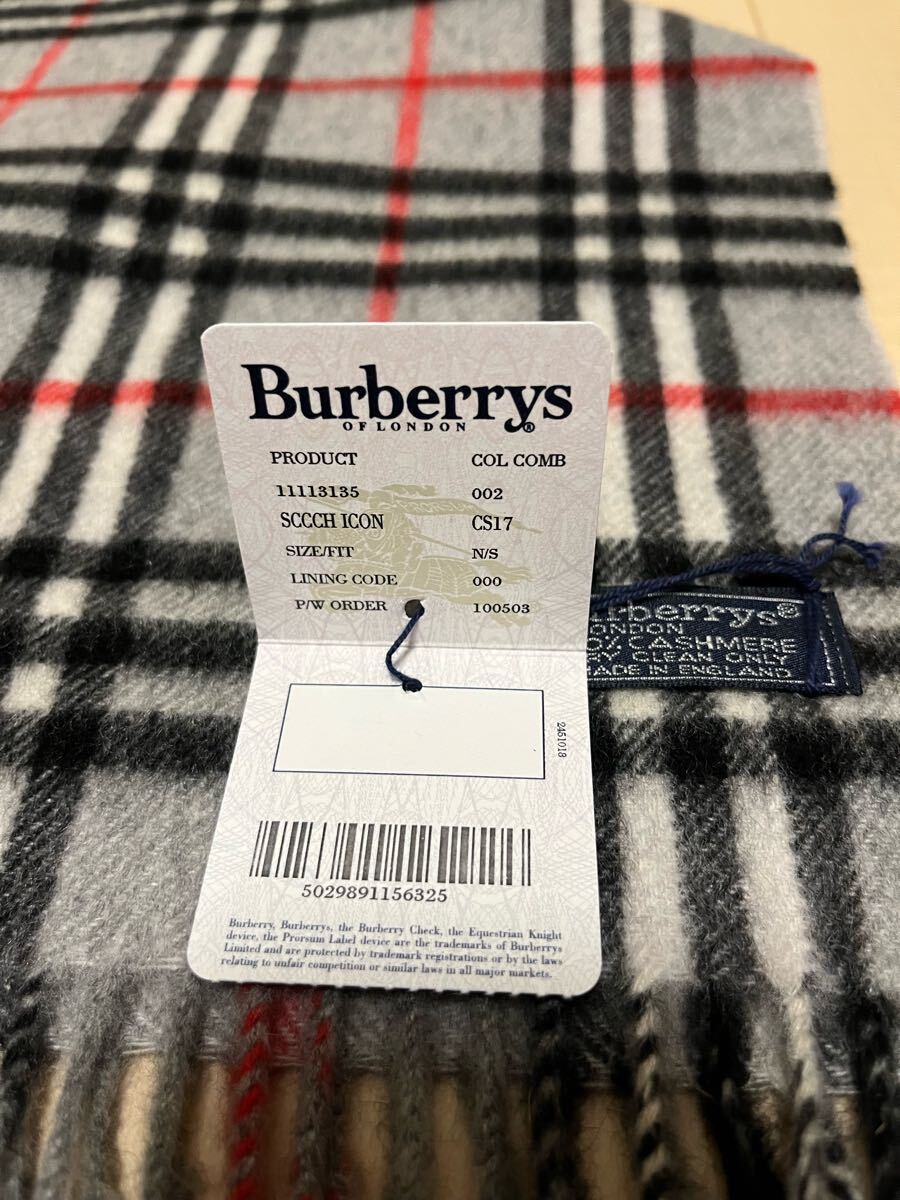 Burberrys®
OF LONDON
PRODUCT COL COMB
11113135 002
SCCCH ICON CS17
SIZE/FIT N/S
LINING CODE 000
P/W ORDER 100503
2451018
5029891156325
Burberry, Burberrys, the Burberry Check, the Equestrian Knight
device, the Prorsum Label device are the trademarks of Burberrys
Limited and are protected by trademark registrations or by the laws
relating to unfair competition or similar laws in all major markets.
CASHMERE
CLEAN ONLY
IN ENGLAND